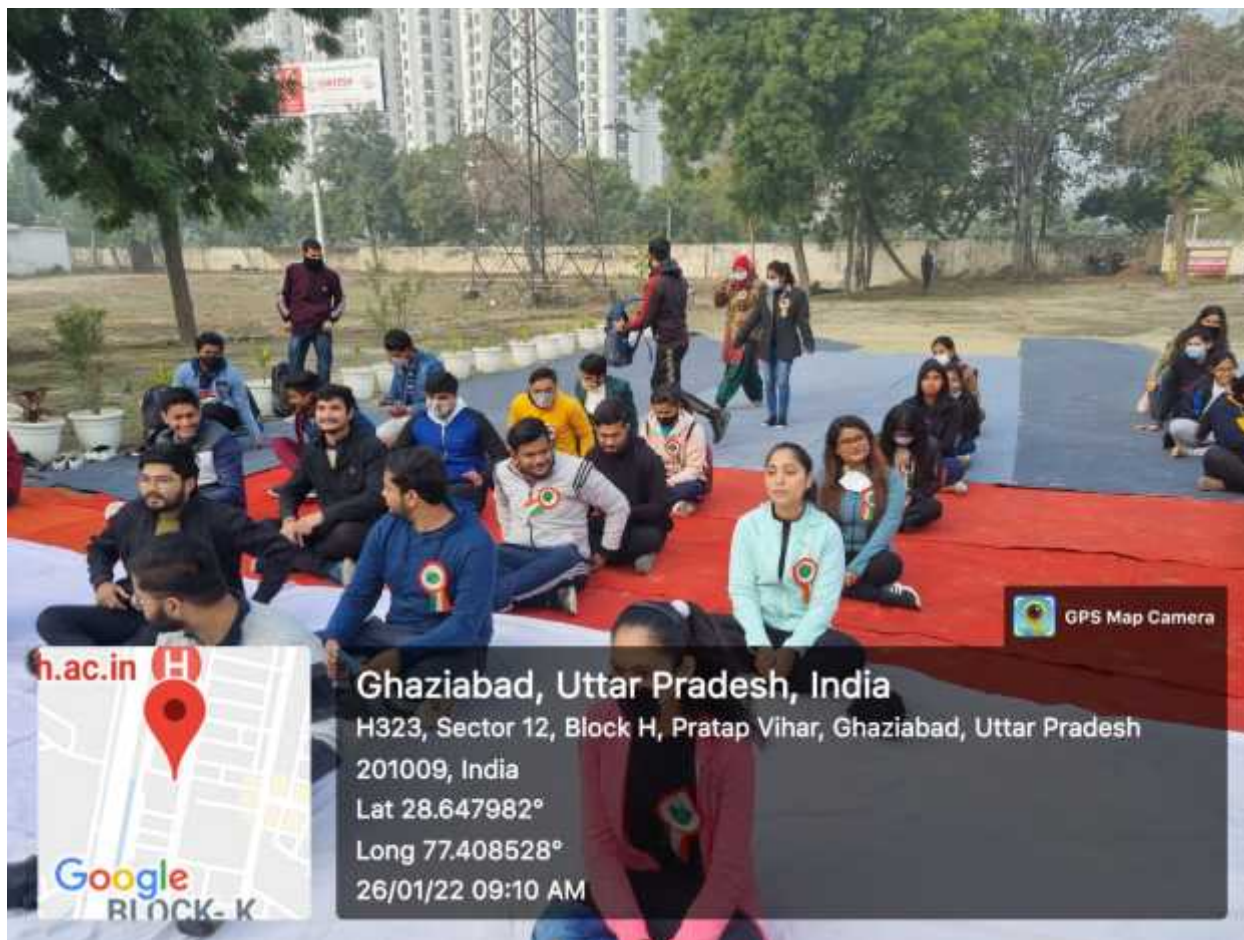 GPS Map Camera
h.ac.in
H
Google
BLOCK- K
Ghaziabad, Uttar Pradesh, India
H323, Sector 12, Block H, Pratap Vihar, Ghaziabad, Uttar Pradesh
201009, India
Lat 28.647982°
Long 77.408528°
26/01/22 09:10 AM